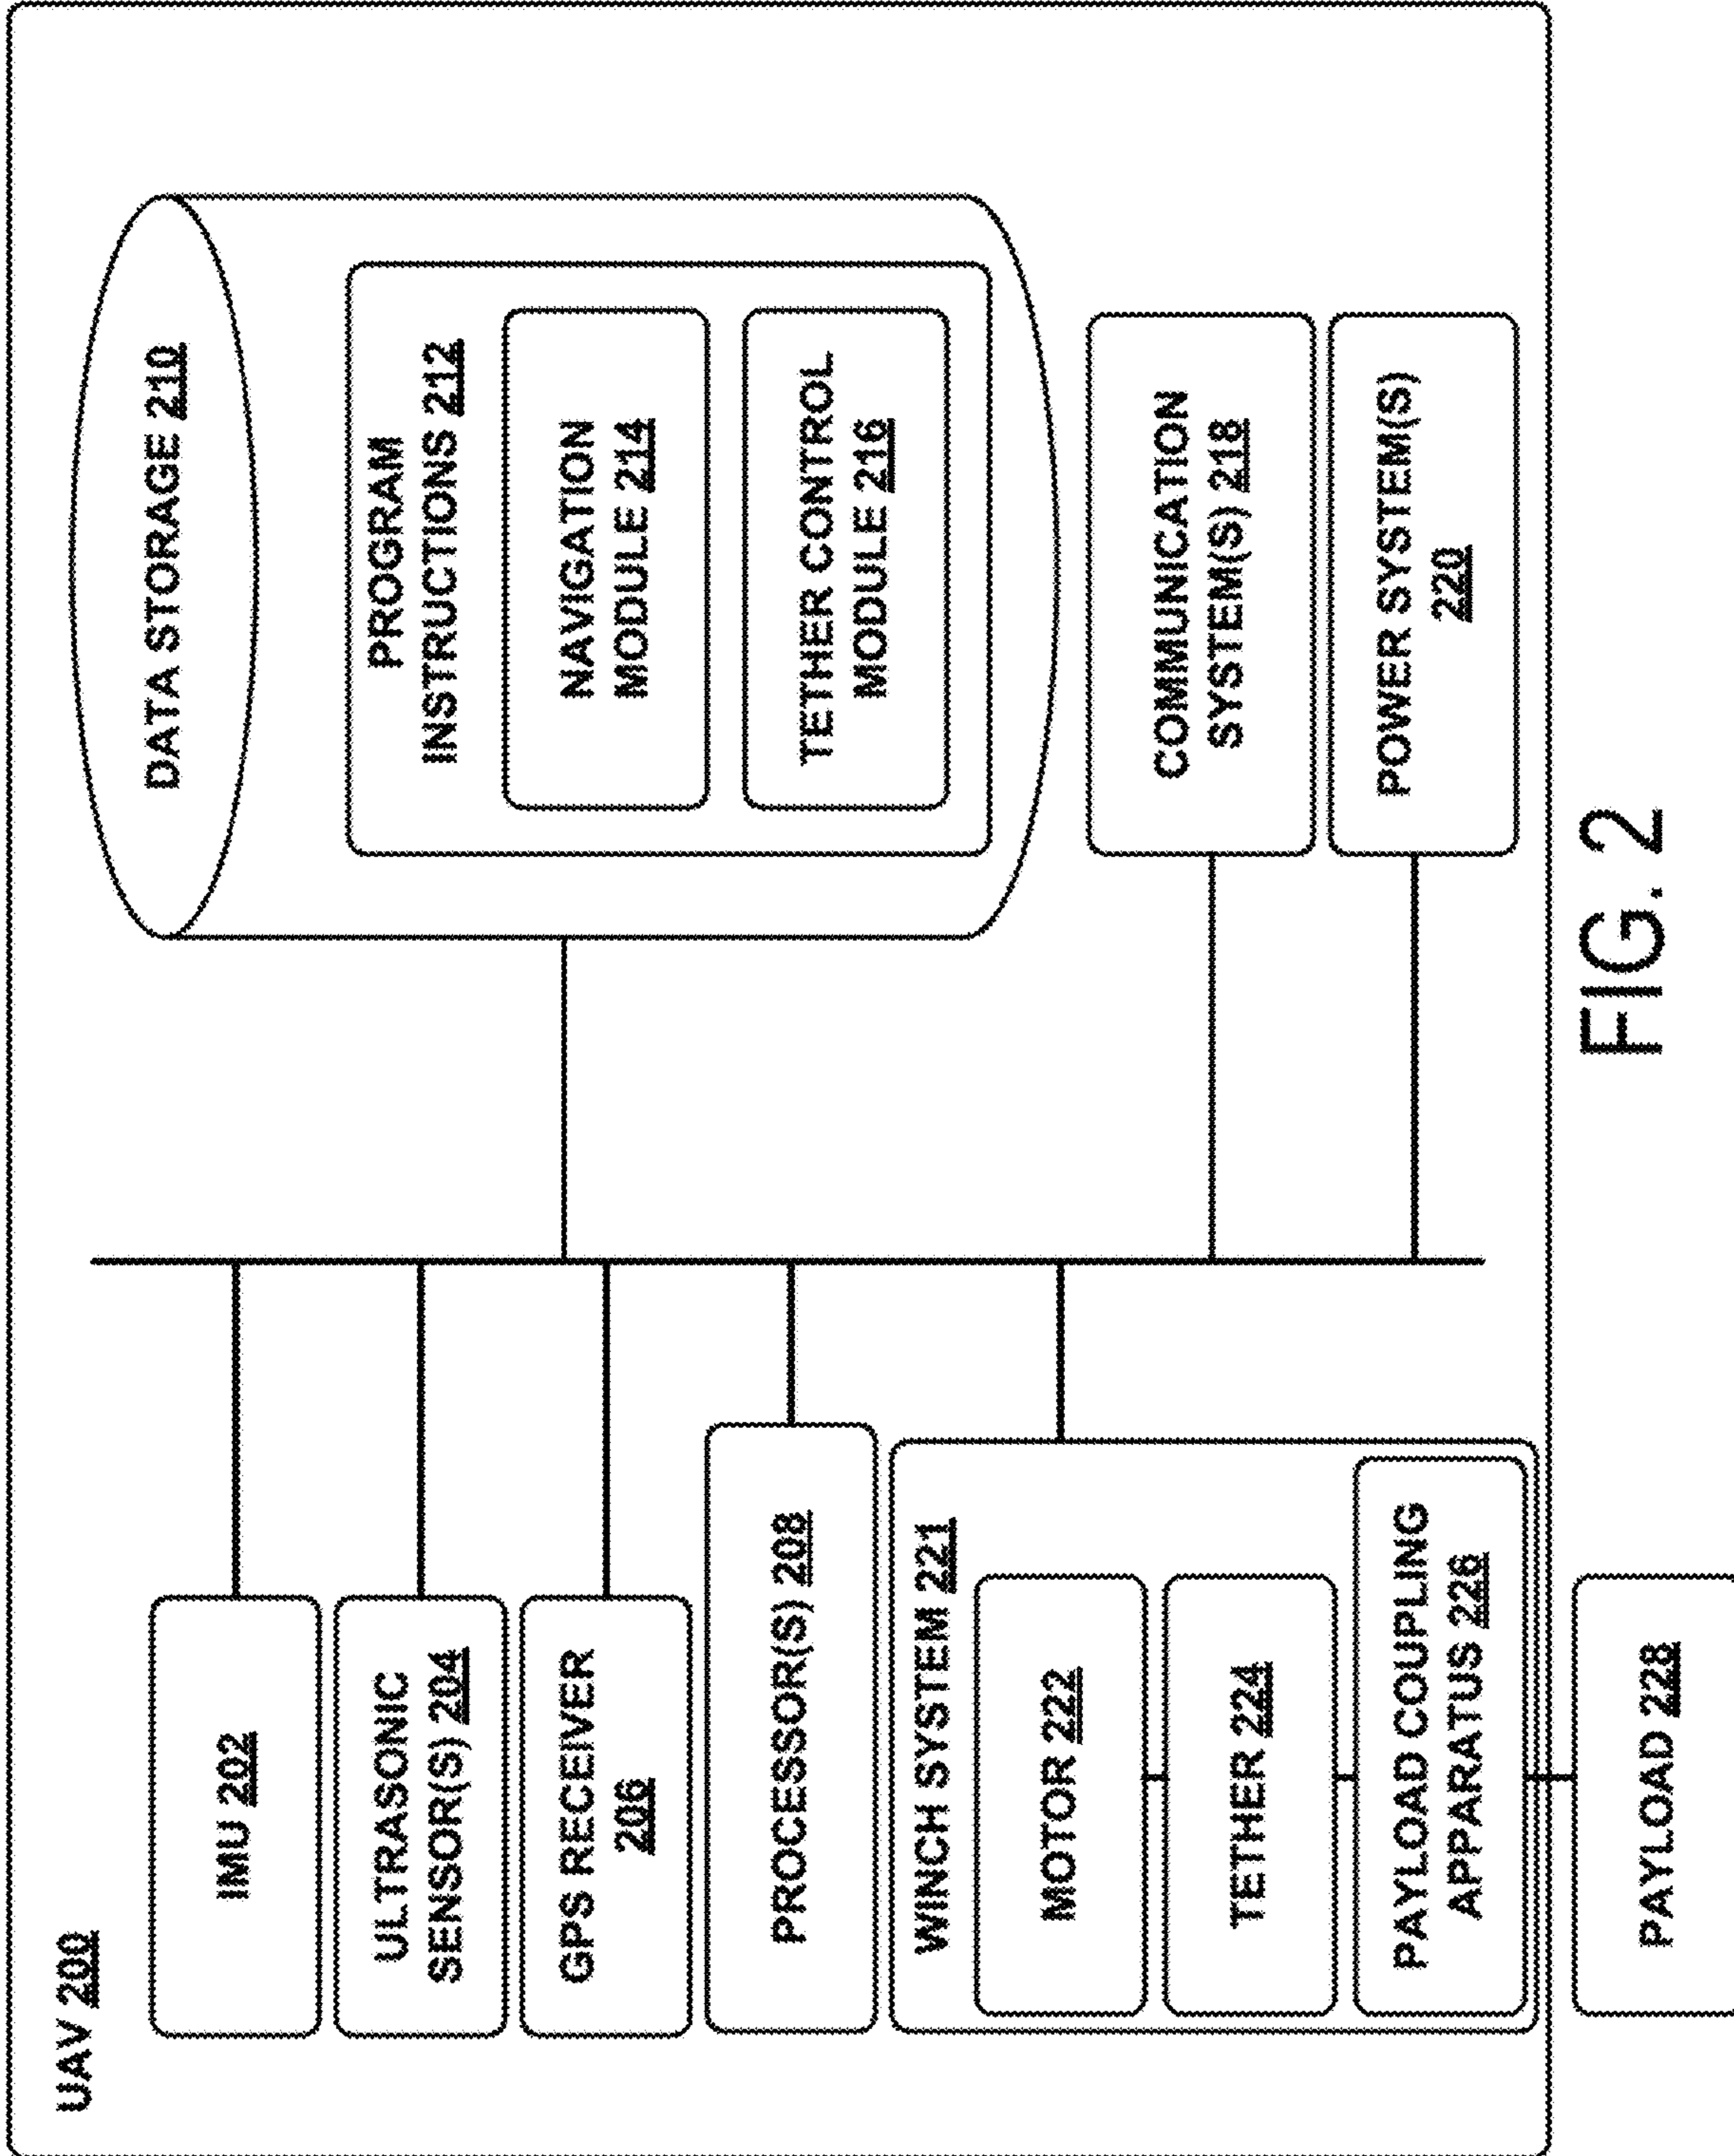 UAV 200
IMU 202
ULTRASONIC
SENSOR(S) 204
GPS RECEIVER
206
PROCESSOR(S) 208
WINCH SYSTEM 221
MOTOR 222
TETHER 224
PAYLOAD COUPLING
APPARATUS 226
PAYLOAD 228
DATA STORAGE 210
PROGRAM
INSTRUCTIONS 212
NAVIGATION
MODULE 214
TETHER CONTROL
MODULE 216
COMMUNICATION
SYSTEM(S) 218
POWER SYSTEM(S)
220
FIG. 2